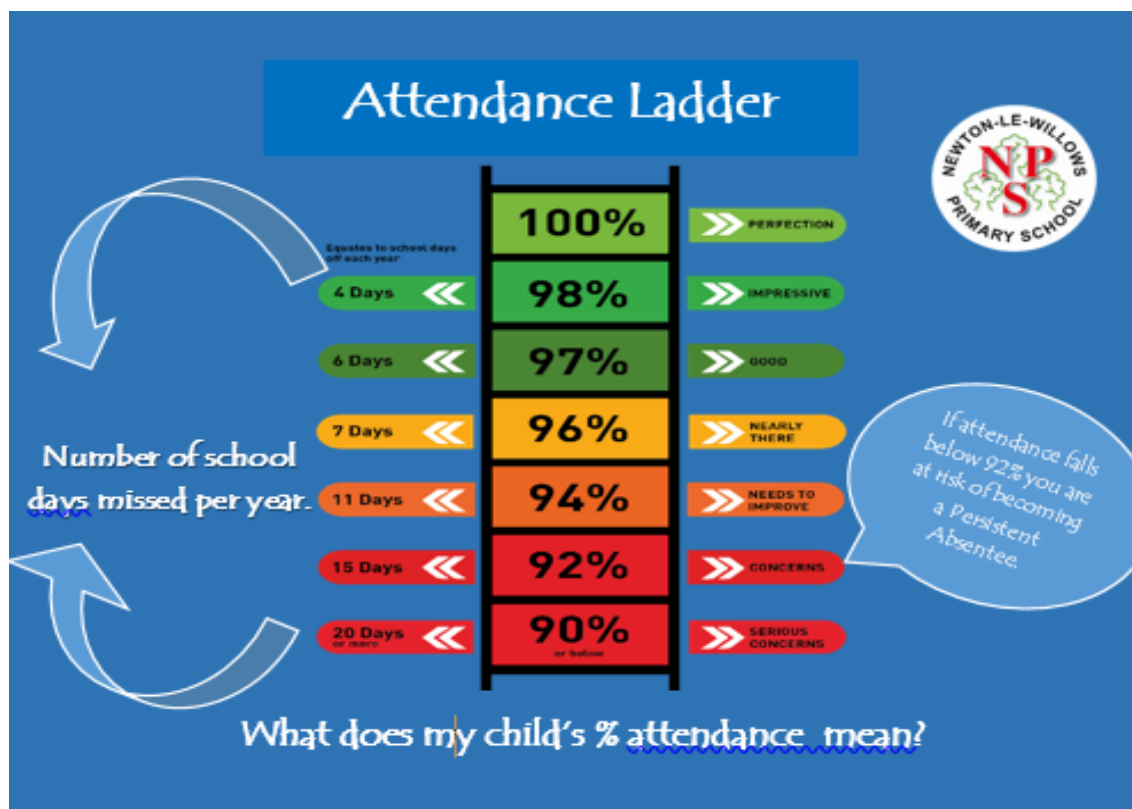 Attendance Ladder
NEWTON-LE-WILLOWS
NPS
PRIMARY SCHOOL
Equates to school days
off each year
100%
PERFECTION
4 Days
98%
IMPRESSIVE
6 Days
97%
GOOD
7 Days
96%
NEARLY
THERE
11 Days
94%
NEEDS TO
IMPROVE
15 Days
92%
CONCERNS
20 Days
or more
90%
or below
SERIOUS
CONCERNS
Number of school
days missed per year.
If attendance falls
below 92% you are
at risk of becoming
a Persistent
Absentee.
What does my child's % attendance mean?